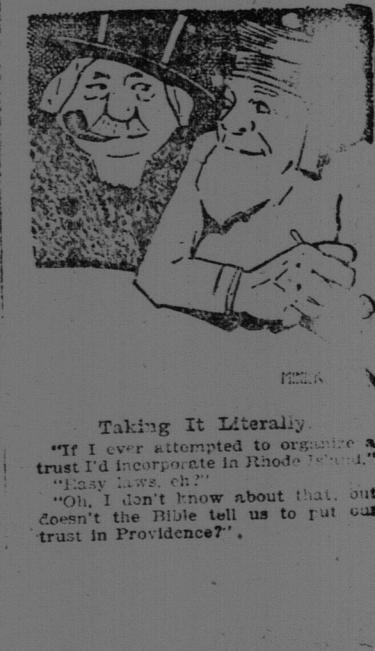 Taking It Literally.
"If I ever attempted to organize a
trust I'd incorporate in Rhode Island."
"Easy laws, eh?"
"Oh, I don't know about that, but
doesn't the Bible tell us to put our
trust in Providence?".